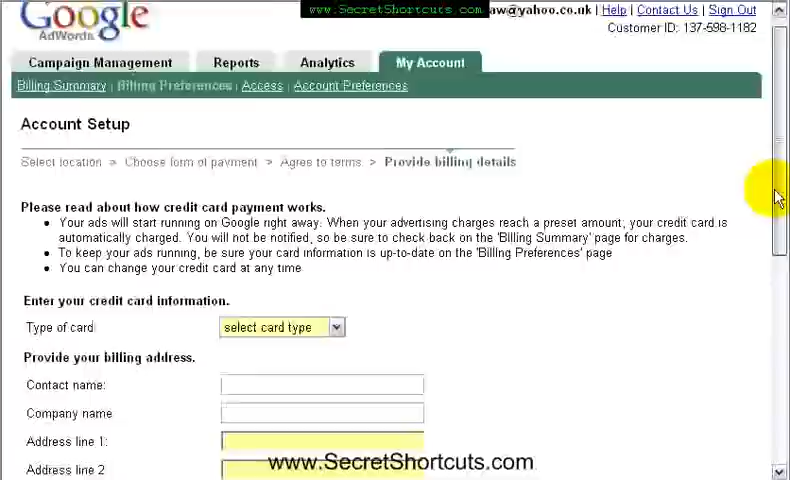 Google
AdWords
www.SecretShortcuts.com
aw@yahoo.co.uk | Help | Contact Us | Sign Out
Customer ID: 137-598-1182
Campaign Management Reports Analytics My Account
Billing Summary | Billing Preferences | Access | Account Preferences
Account Setup
Select location > Choose form of payment > Agree to terms > Provide billing details
Please read about how credit card payment works.
Your ads will start running on Google right away. When your advertising charges reach a preset amount, your credit card is
automatically charged. You will not be notified, so be sure to check back on the 'Billing Summary' page for charges.
To keep your ads running, be sure your card information is up-to-date on the 'Billing Preferences' page
You can change your credit card at any time
Enter your credit card information.
Type of card select card type
Provide your billing address.
Contact name:
Company name
Address line 1:
Address line 2
www.SecretShortcuts.com